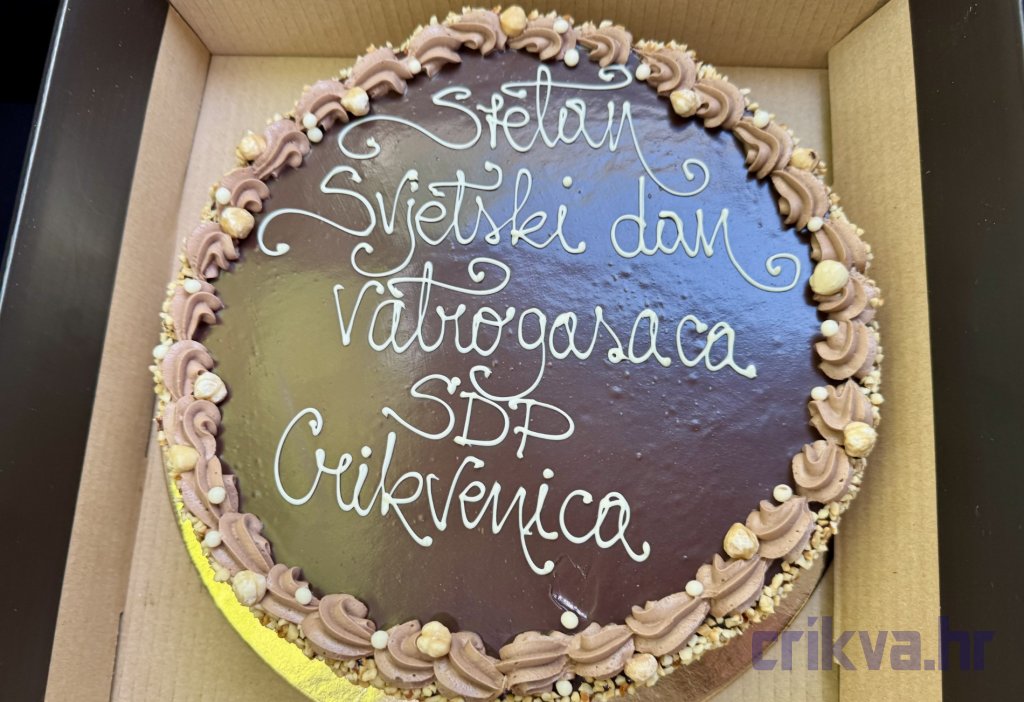 Sretan
Svjetski dan
vatrogasaca
SDP
Crikvenica
crikva.hr